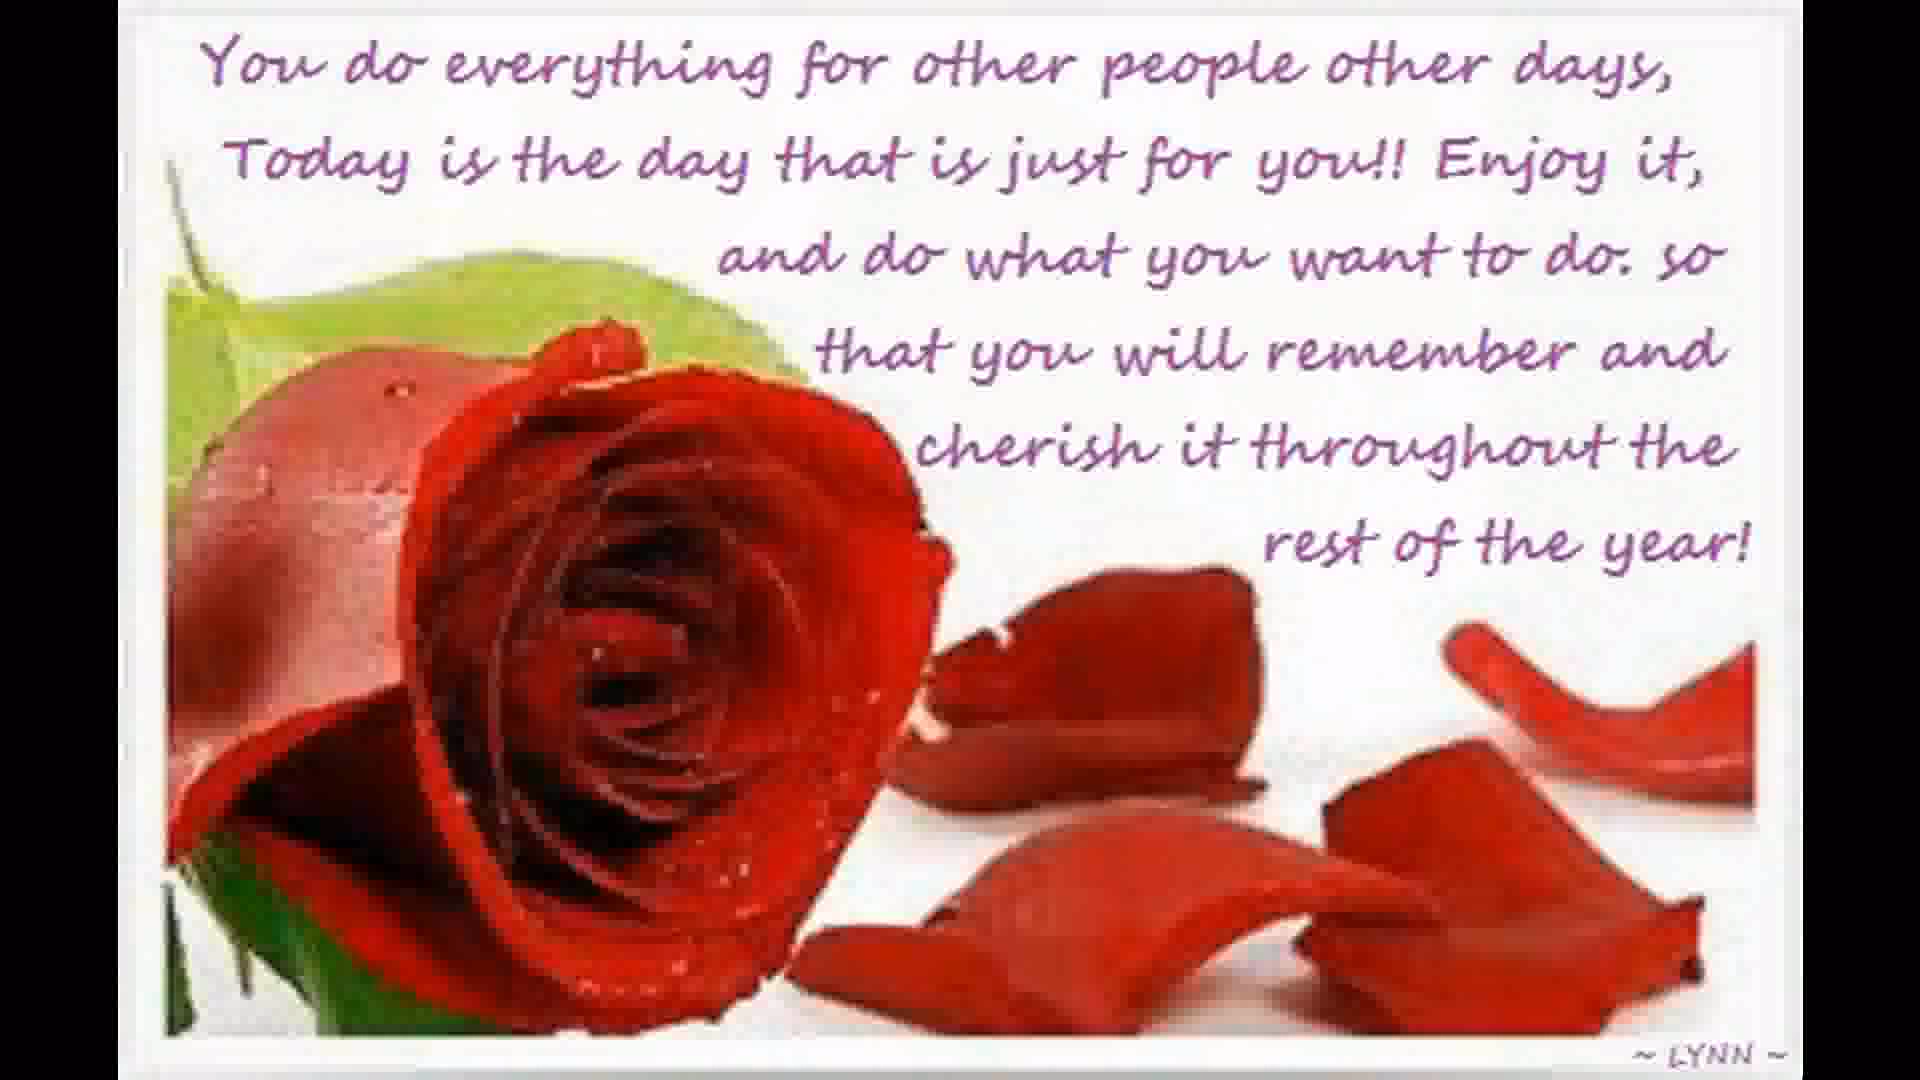 You do everything for other people other days,
Today is the day that is just for you!! Enjoy it,
and do what you want to do. so
that you will remember and
cherish it throughout the
rest of the year!
~ LYNN ~